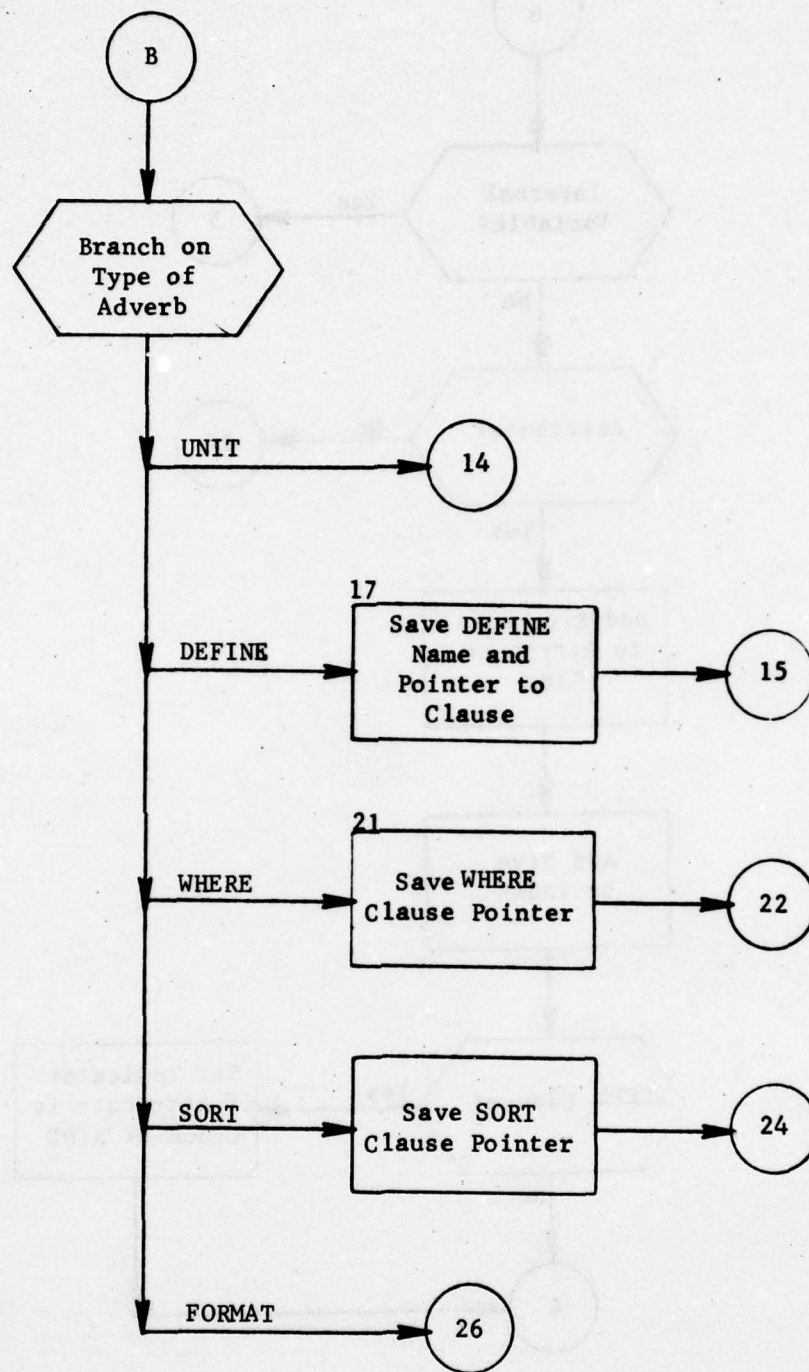 B
Branch on
Type of
Adverb
UNIT
14
17
DEFINE
Save DEFINE
Name and
Pointer to
Clause
15
21
WHERE
Save WHERE
Clause Pointer
22
SORT
Save SORT
Clause Pointer
24
FORMAT
26